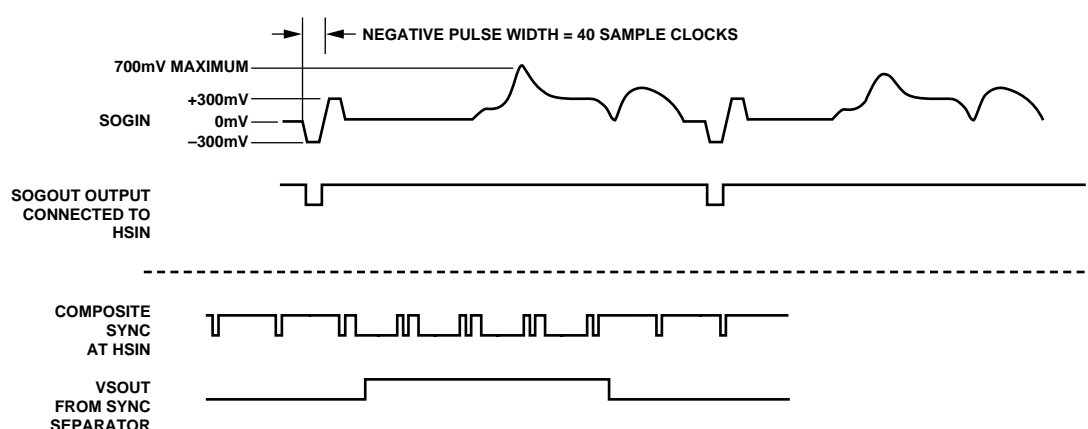 NEGATIVE PULSE WIDTH = 40 SAMPLE CLOCKS
700mV MAXIMUM
+300mV
SOGIN
0mV
–300mV
SOGOUT OUTPUT
CONNECTED TO
HSIN
COMPOSITE
SYNC
AT HSIN
VSOUT
FROM SYNC
SEPARATOR